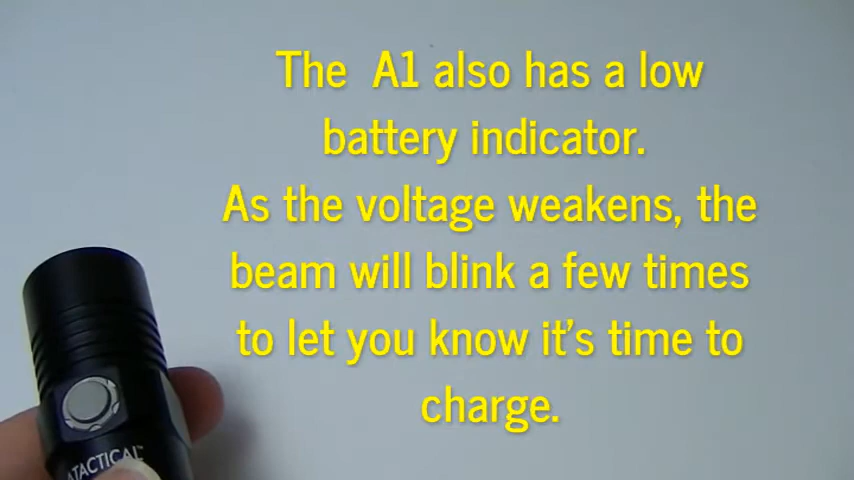 The A1 also has a low
battery indicator.
As the voltage weakens, the
beam will blink a few times
to let you know it's time to
charge.
ATACTICAL™